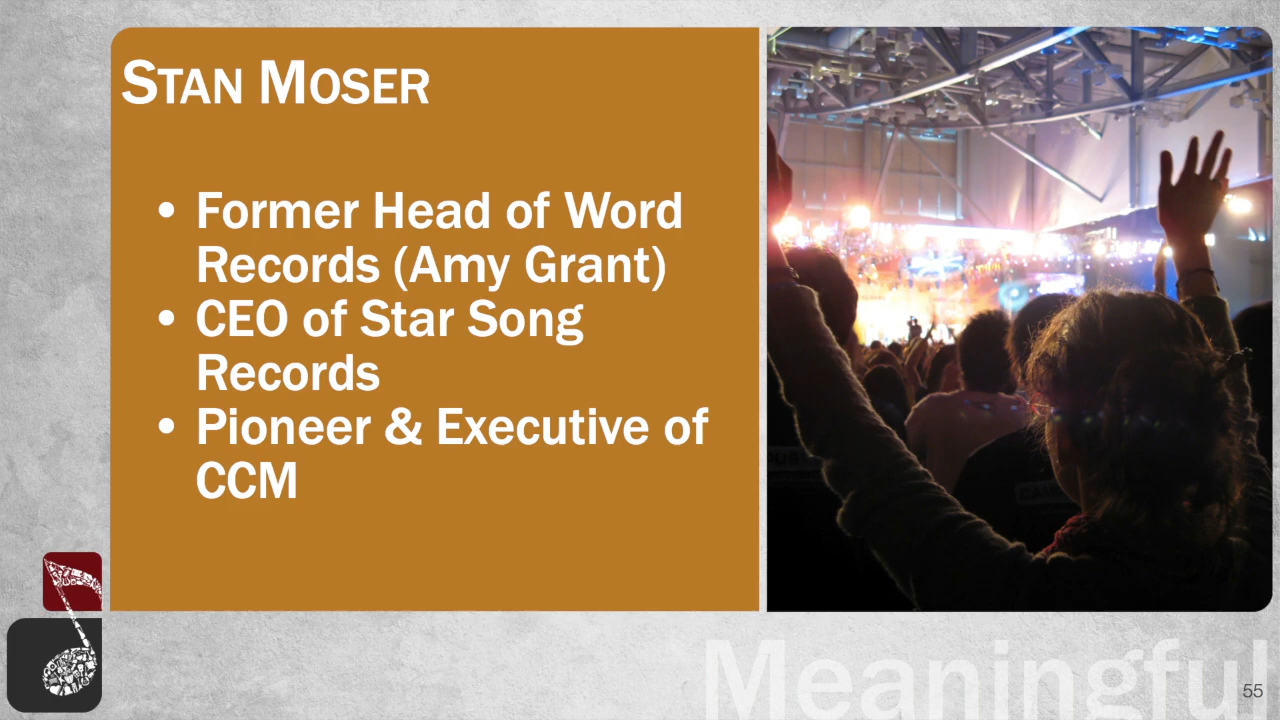 STAN MOSER
• Former Head of Word
Records (Amy Grant)
• CEO of Star Song
Records
• Pioneer & Executive of
CCM
Meaningful
55